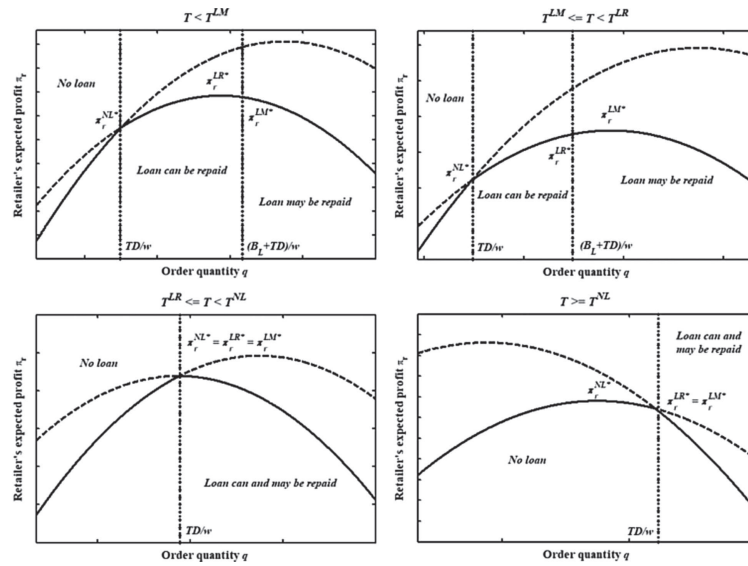 T < T^{LM}
Retailer's expected profit π_r
No loan
π_r^{NL*}
π_r^{LR*}
π_r^{LM*}
Loan can be repaid
Loan may be repaid
TD/w
(B_L+TD)/w
Order quantity q
T^{LM} <= T < T^{LR}
Retailer's expected profit π_r
No loan
π_r^{NL*}
π_r^{LM*}
π_r^{LR*}
Loan can be repaid
Loan may be repaid
TD/w
(B_L+TD)/w
Order quantity q
T^{LR} <= T < T^{NL}
Retailer's expected profit π_r
π_r^{NL*} = π_r^{LR*} = π_r^{LM*}
No loan
Loan can and may be repaid
TD/w
Order quantity q
T >= T^{NL}
Retailer's expected profit π_r
Loan can and
may be repaid
π_r^{NL*}
π_r^{LR*} = π_r^{LM*}
No loan
TD/w
Order quantity q